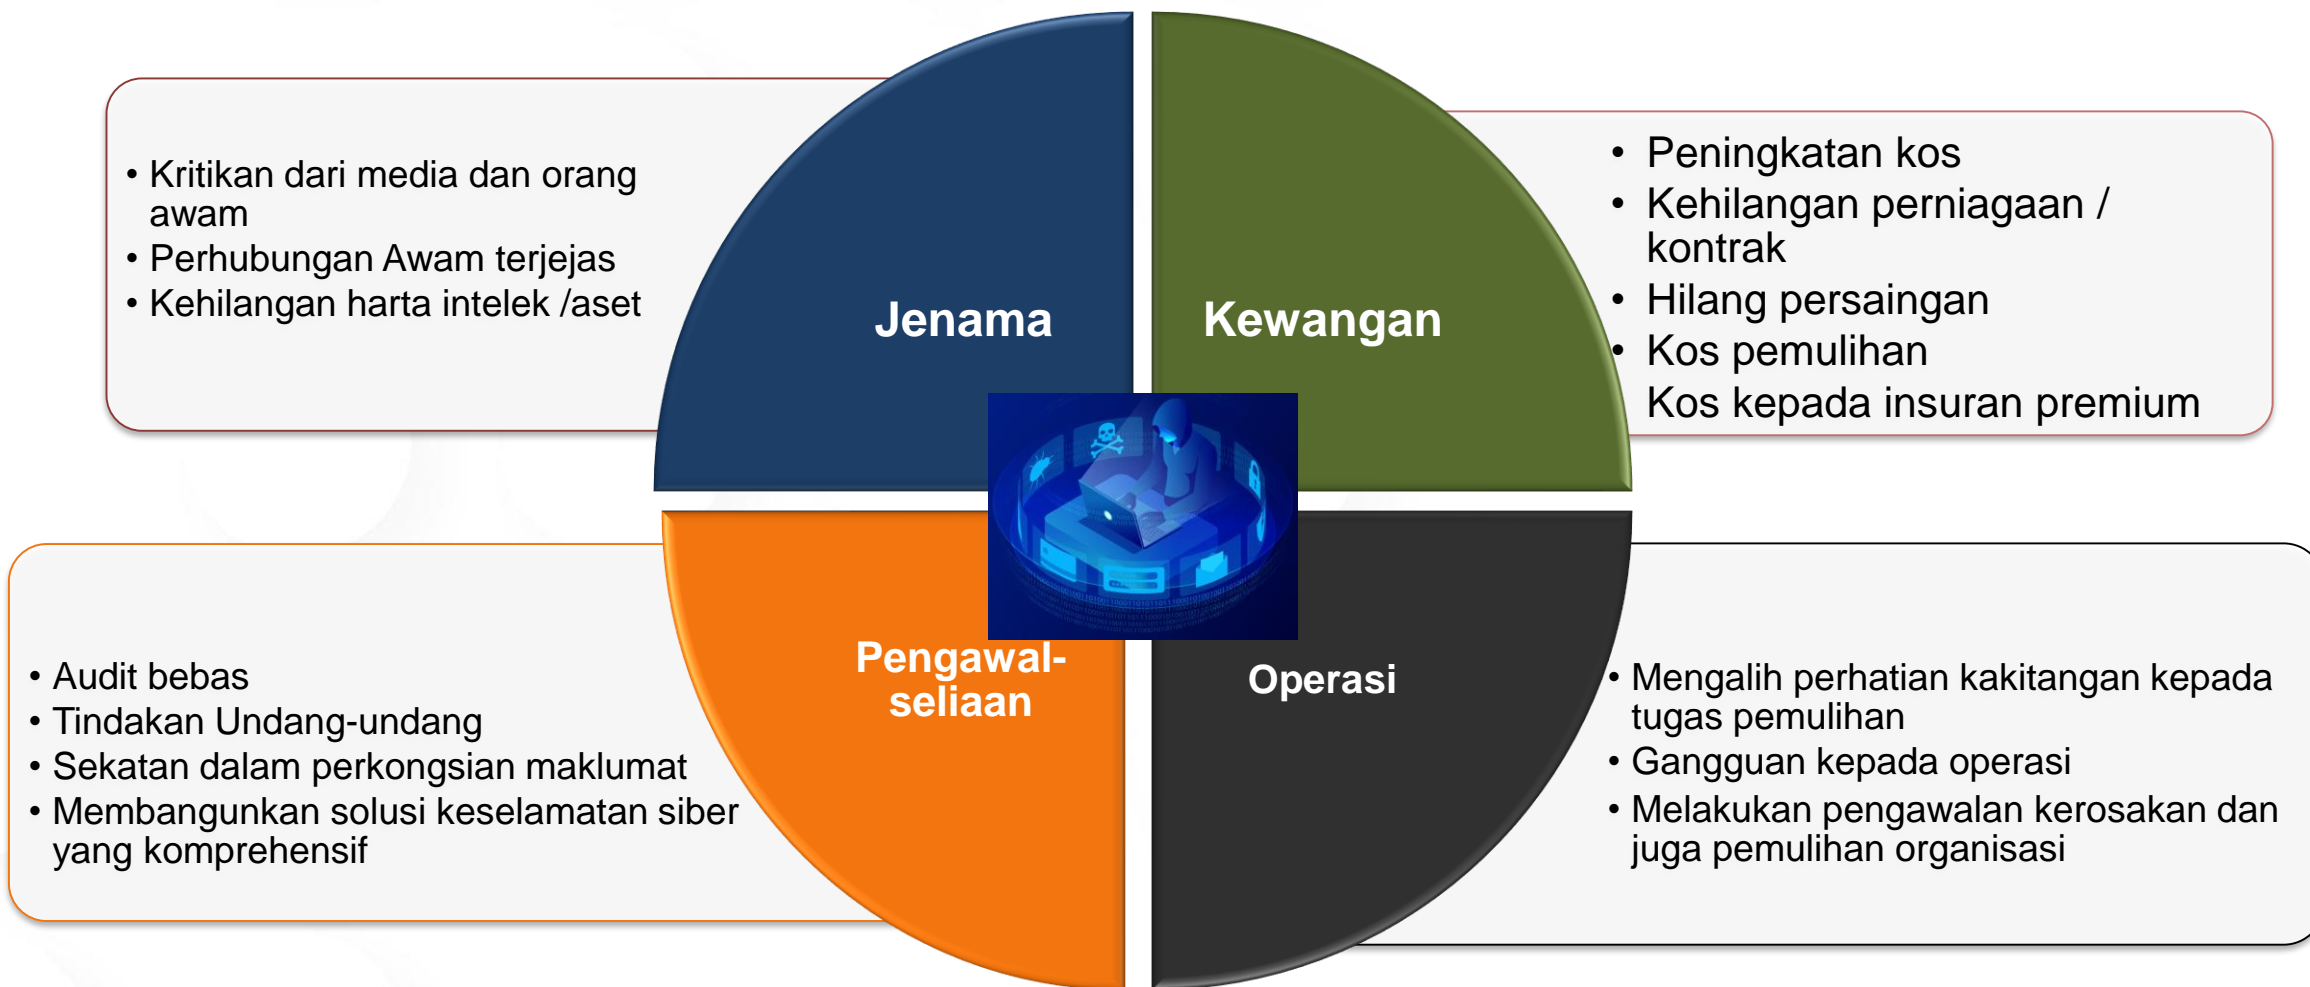 Jenama
• Kritikan dari media dan orang
awam
• Perhubungan Awam terjejas
• Kehilangan harta intelek /aset
Kewangan
• Peningkatan kos
• Kehilangan perniagaan /
kontrak
• Hilang persaingan
• Kos pemulihan
Kos kepada insuran premium
Pengawal-
seliaan
• Audit bebas
• Tindakan Undang-undang
• Sekatan dalam perkongsian maklumat
• Membangunkan solusi keselamatan siber
yang komprehensif
Operasi
• Mengalih perhatian kakitangan kepada
tugas pemulihan
• Gangguan kepada operasi
• Melakukan pengawalan kerosakan dan
juga pemulihan organisasi